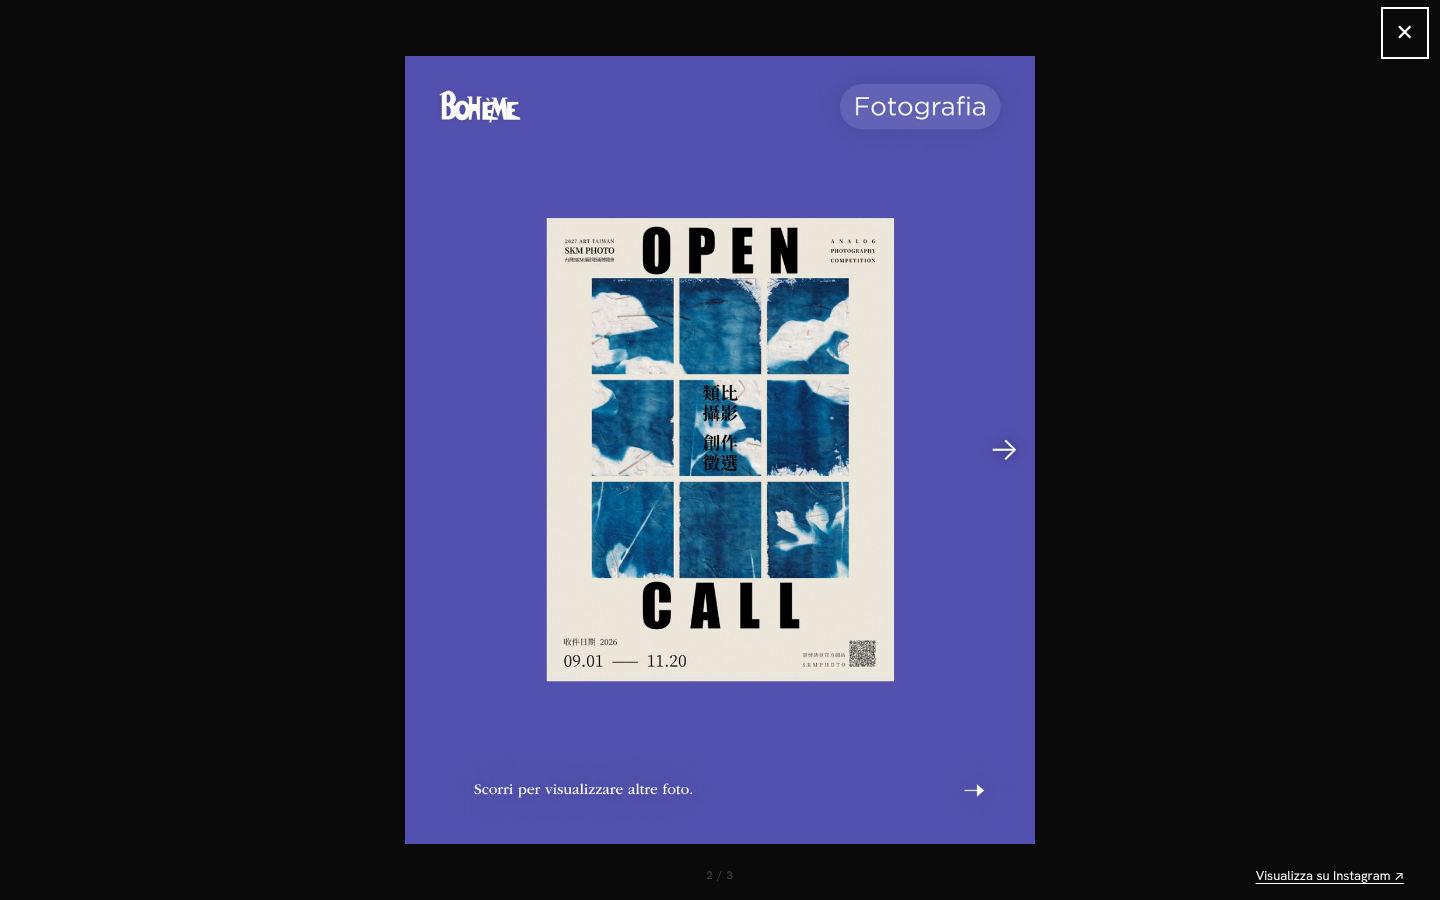 BOHÈME
Fotografia
2027 ART TAIWAN
SKM PHOTO
OPEN
ANALOG
PHOTOGRAPHY
COMPETITION
類比
攝影
創作
徵選
CALL
收件日期 2026
09.01 — 11.20
SKMPHOTO
Scorri per visualizzare altre foto.
2 / 3
Visualizza su Instagram ↗